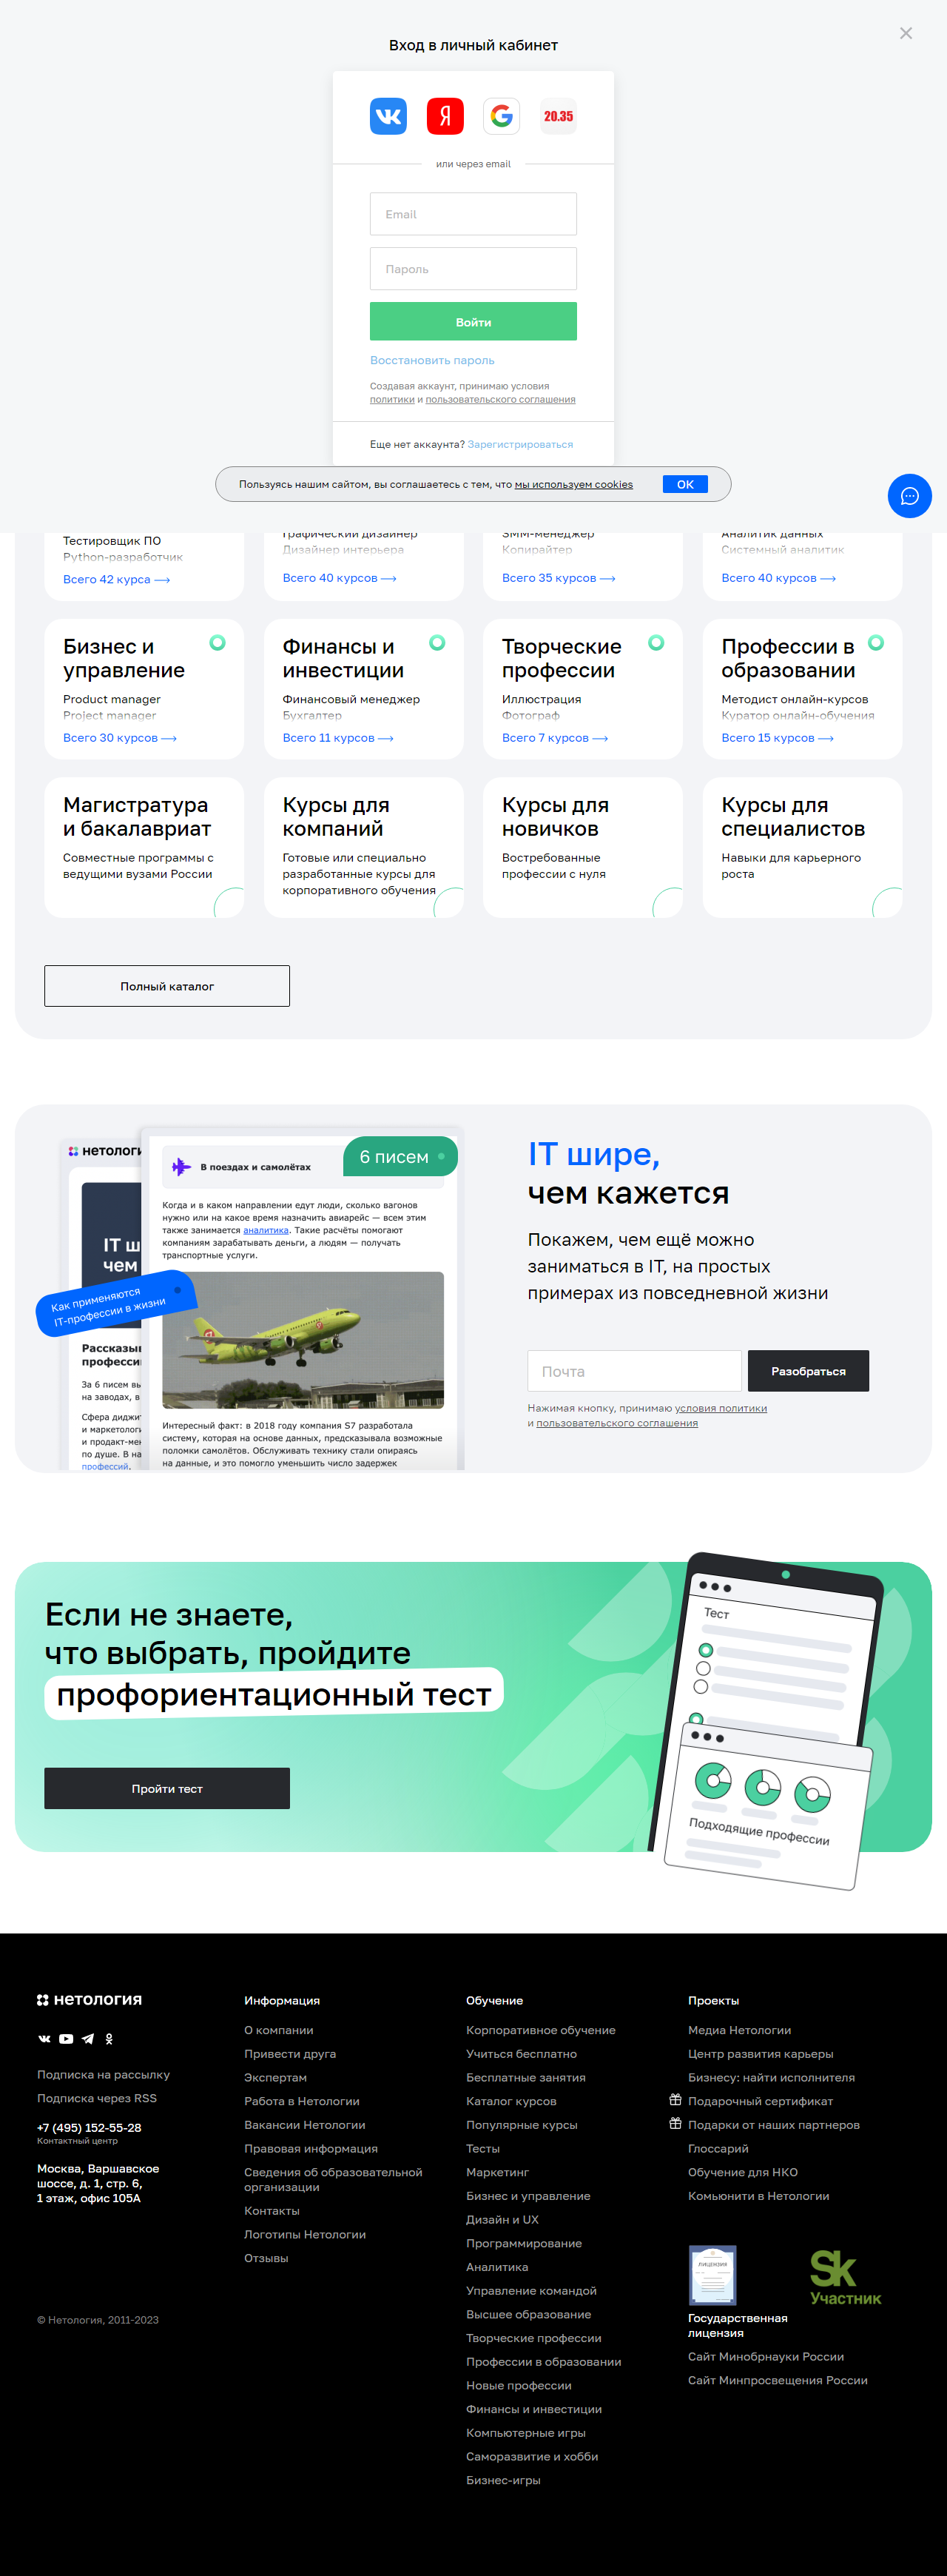 Вход в личный кабинет
20.35
или через email
Email
Пароль
Войти
Восстановить пароль
Создавая аккаунт, принимаю условия
политики и пользовательского соглашения
Еще нет аккаунта? Зарегистрироваться
Пользуясь нашим сайтом, вы соглашаетесь с тем, что мы используем cookies
OK
Тестировщик ПО
Python-разработчик
Всего 42 курса
Графический дизайнер
Дизайнер интерьера
Всего 40 курсов
SMM-менеджер
Копирайтер
Всего 35 курсов
Аналитик данных
Системный аналитик
Всего 40 курсов
Бизнес и
управление
Product manager
Project manager
Всего 30 курсов
Финансы и
инвестиции
Финансовый менеджер
Бухгалтер
Всего 11 курсов
Творческие
профессии
Иллюстрация
Фотограф
Всего 7 курсов
Профессии в
образовании
Методист онлайн-курсов
Куратор онлайн-обучения
Всего 15 курсов
Магистратура
и бакалавриат
Совместные программы с
ведущими вузами России
Курсы для
компаний
Готовые или специально
разработанные курсы для
корпоративного обучения
Курсы для
новичков
Востребованные
профессии с нуля
Курсы для
специалистов
Навыки для карьерного
роста
Полный каталог
нетологи
IT ш
чем
Как применяются
IT-профессии в жизни
Рассказыв
професси
За 6 писем вы
на заводах, в
Сфера диджит
и маркетологи
и продакт-мен
по душе. В на
профессий.
6 писем
В поездах и самолётах
Когда и в каком направлении едут люди, сколько вагонов
нужно или на какое время назначить авиарейс — всем этим
также занимается аналитика. Такие расчёты помогают
компаниям зарабатывать деньги, а людям — получать
транспортные услуги.
Интересный факт: в 2018 году компания S7 разработала
систему, которая на основе данных, предсказывала возможные
поломки самолётов. Обслуживать технику стали опираясь
на данные, и это помогло уменьшить число задержек
IT шире,
чем кажется
Покажем, чем ещё можно
заниматься в IT, на простых
примерах из повседневной жизни
Почта
Разобраться
Нажимая кнопку, принимаю условия политики
и пользовательского соглашения
Если не знаете,
что выбрать, пройдите
профориентационный тест
Пройти тест
Тест
Подходящие профессии
нетология
Подписка на рассылку
Подписка через RSS
+7 (495) 152-55-28
Контактный центр
Москва, Варшавское
шоссе, д. 1, стр. 6,
1 этаж, офис 105А
© Нетология, 2011-2023
Информация
О компании
Привести друга
Экспертам
Работа в Нетологии
Вакансии Нетологии
Правовая информация
Сведения об образовательной
организации
Контакты
Логотипы Нетологии
Отзывы
Обучение
Корпоративное обучение
Учиться бесплатно
Бесплатные занятия
Каталог курсов
Популярные курсы
Тесты
Маркетинг
Бизнес и управление
Дизайн и UX
Программирование
Аналитика
Управление командой
Высшее образование
Творческие профессии
Профессии в образовании
Новые профессии
Финансы и инвестиции
Компьютерные игры
Саморазвитие и хобби
Бизнес-игры
Проекты
Медиа Нетологии
Центр развития карьеры
Бизнесу: найти исполнителя
Подарочный сертификат
Подарки от наших партнеров
Глоссарий
Обучение для НКО
Комьюнити в Нетологии
ЛИЦЕНЗИЯ
Государственная
лицензия
Sk
Участник
Сайт Минобрнауки России
Сайт Минпросвещения России